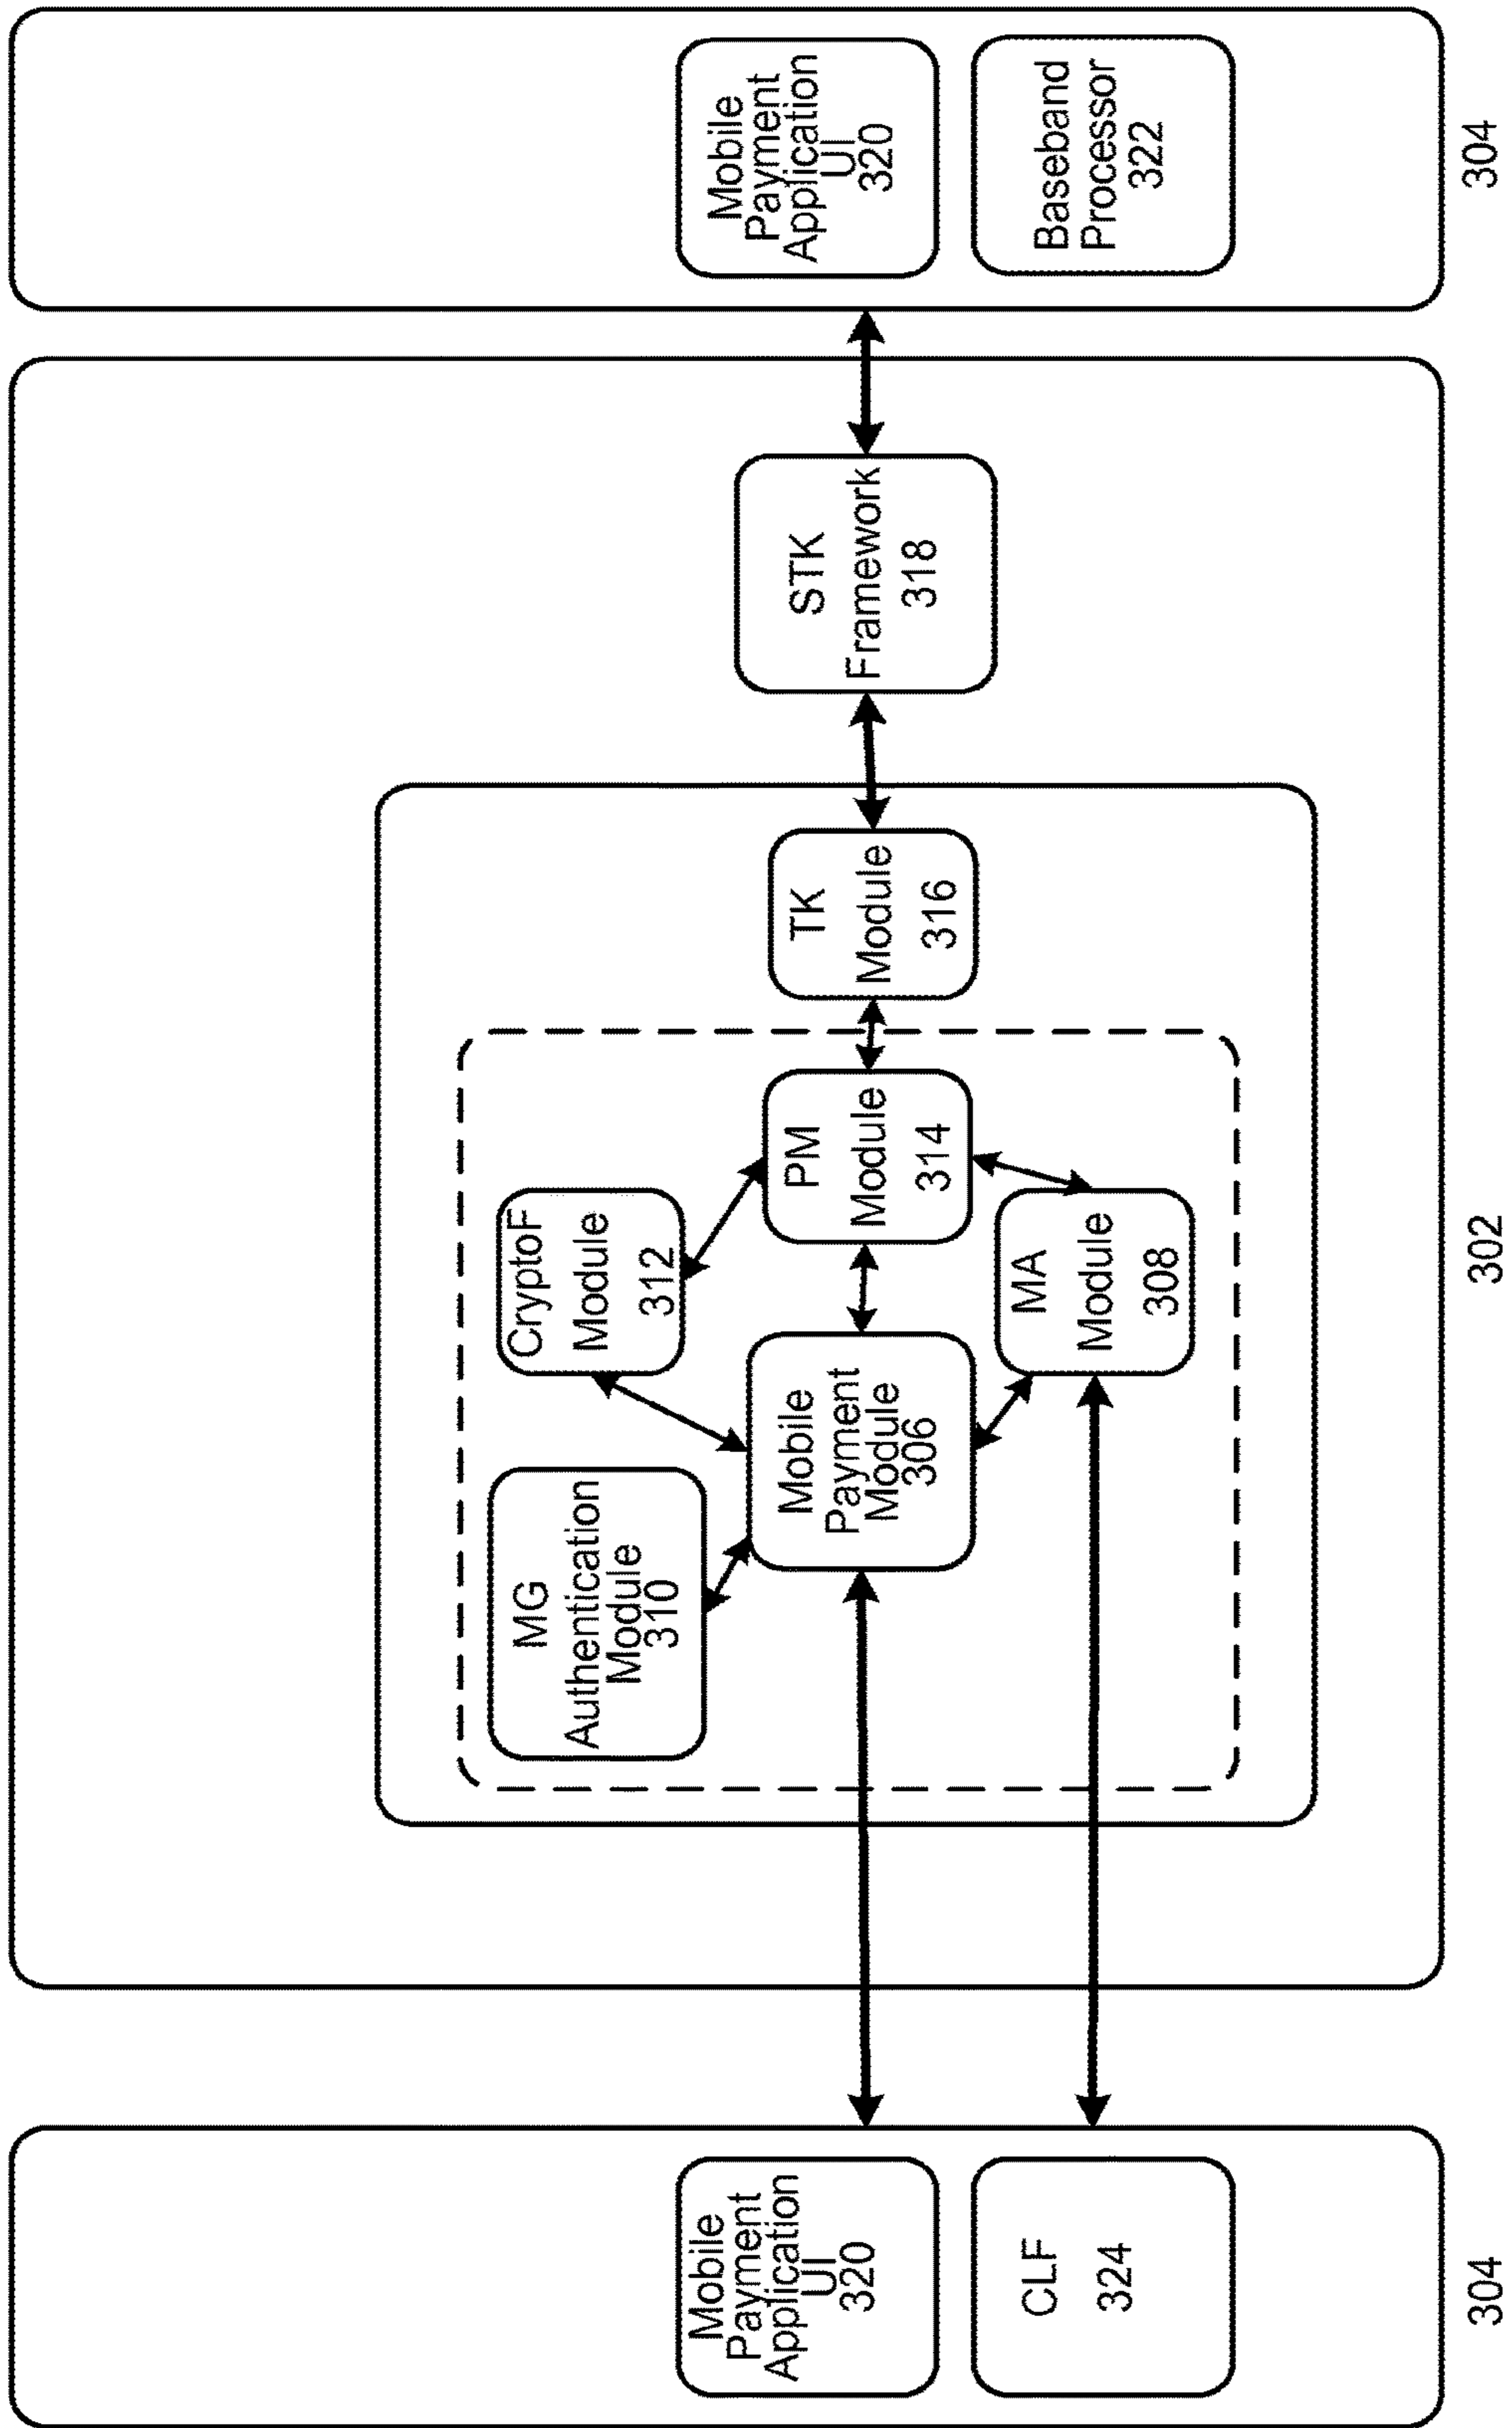 Mobile
Payment
Application
UI
320
CLF
324
304
MG
Authentication
Module
310
CryptoF
Module
312
Mobile
Payment
Module
306
PM
Module
314
MA
Module
308
TK
Module
316
STK
Framework
318
302
Mobile
Payment
Application
UI
320
Baseband
Processor
322
304